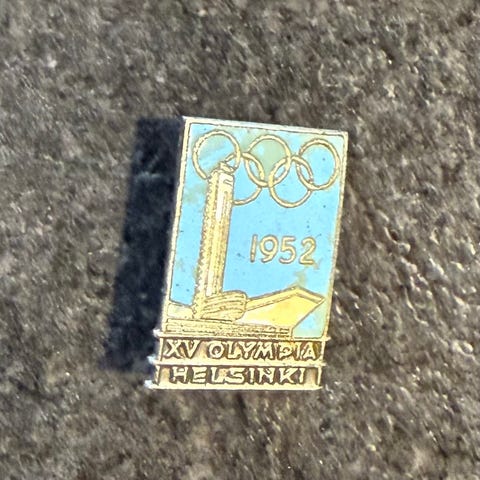 1952
XV OLYMPIA
HELSINKI